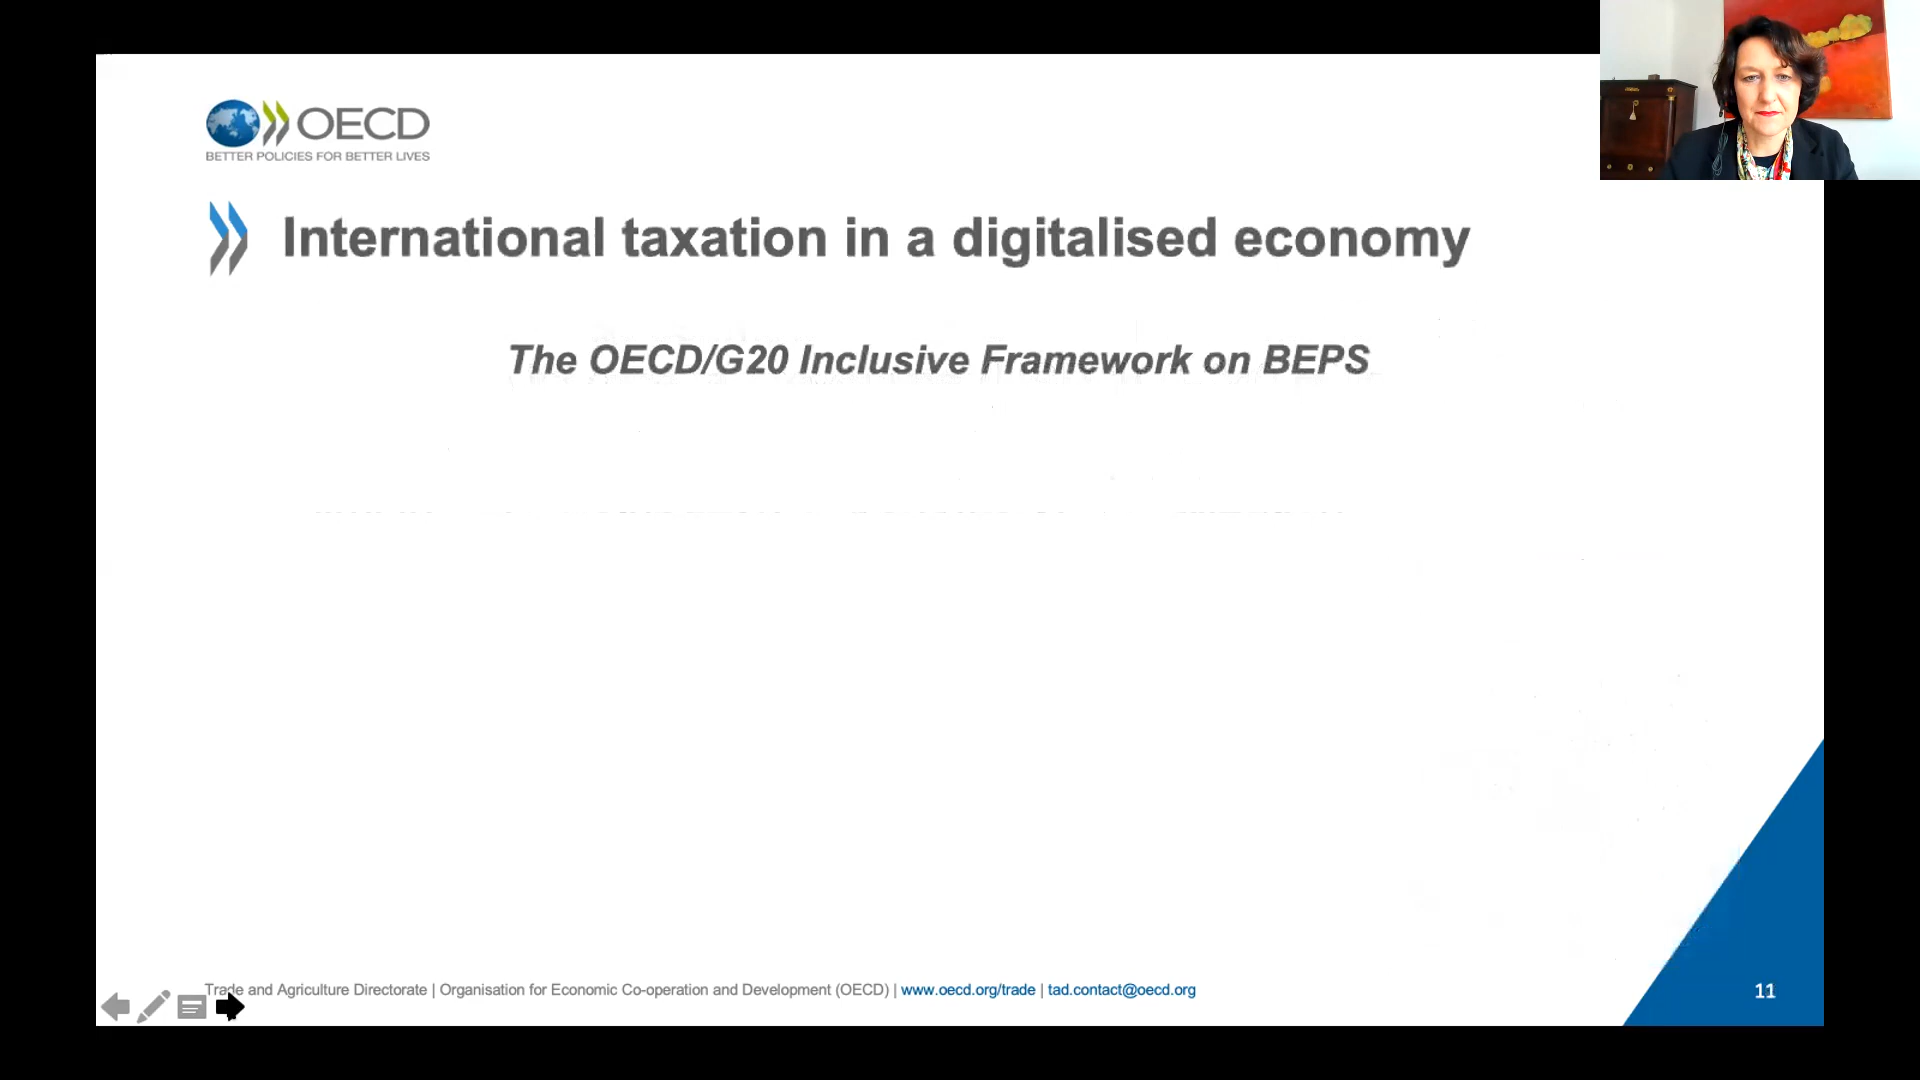 OECD
BETTER POLICIES FOR BETTER LIVES
International taxation in a digitalised economy
The OECD/G20 Inclusive Framework on BEPS
Trade and Agriculture Directorate | Organisation for Economic Co-operation and Development (OECD) | www.oecd.org/trade | tad.contact@oecd.org
11